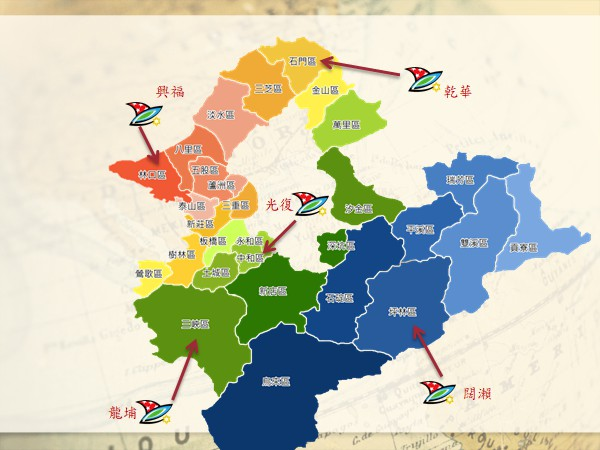 石門區
三芝區
金山區
乾華
興福
淡水區
萬里區
八里區
林口區
五股區
蘆洲區
瑞芳區
泰山區
三重區
光復
汐金區
新莊區
平溪區
板橋區
永和區
雙溪區
貢寮區
深坑區
樹林區
中和區
鶯歌區
土城區
新店區
石碇區
三峽區
坪林區
烏來區
闊瀨
龍埔